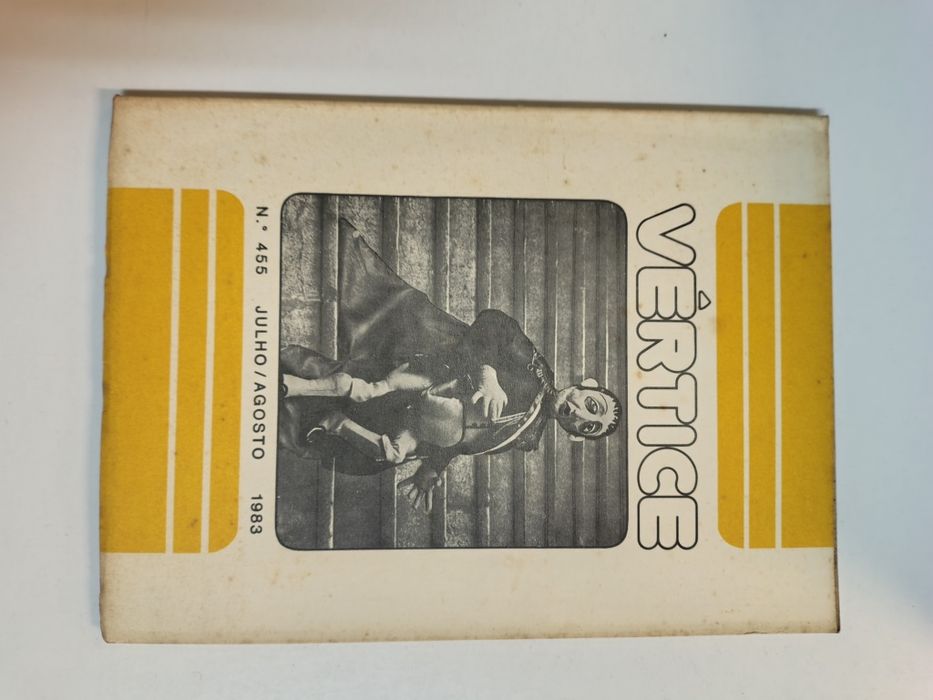 VÉRTICE
N.º 455 JULHO/AGOSTO 1983